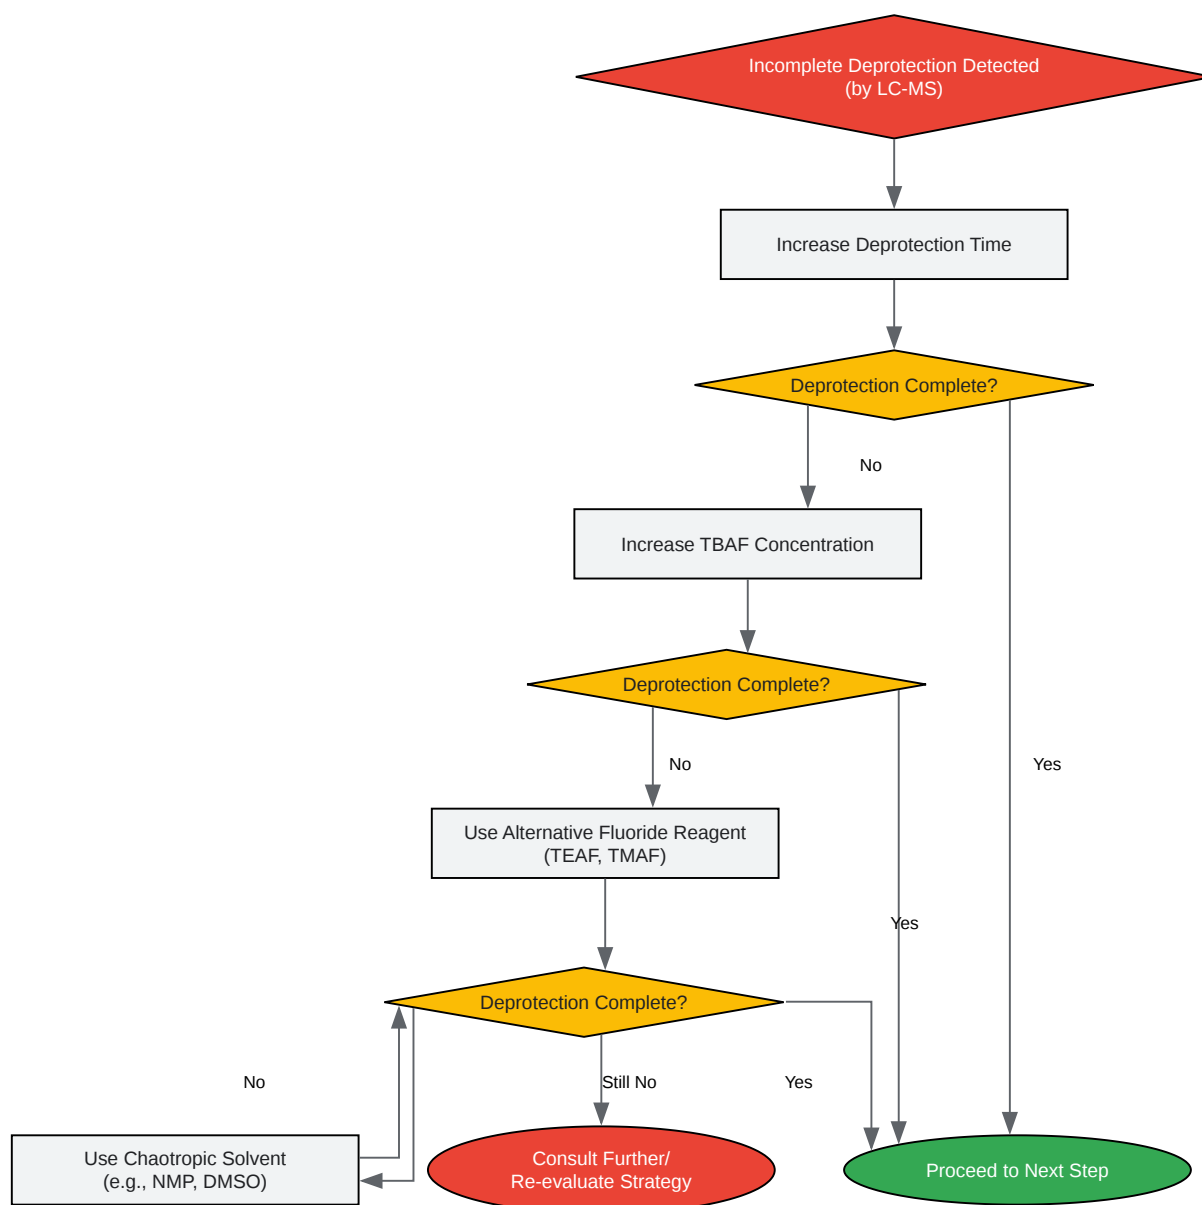 Incomplete Deprotection Detected
(by LC-MS)
Increase Deprotection Time
Deprotection Complete?
No
Increase TBAF Concentration
Deprotection Complete?
No
Yes
Use Alternative Fluoride Reagent
(TEAF, TMAF)
Yes
Deprotection Complete?
No
Still No
Yes
Use Chaotropic Solvent
(e.g., NMP, DMSO)
Consult Further/
Re-evaluate Strategy
Proceed to Next Step